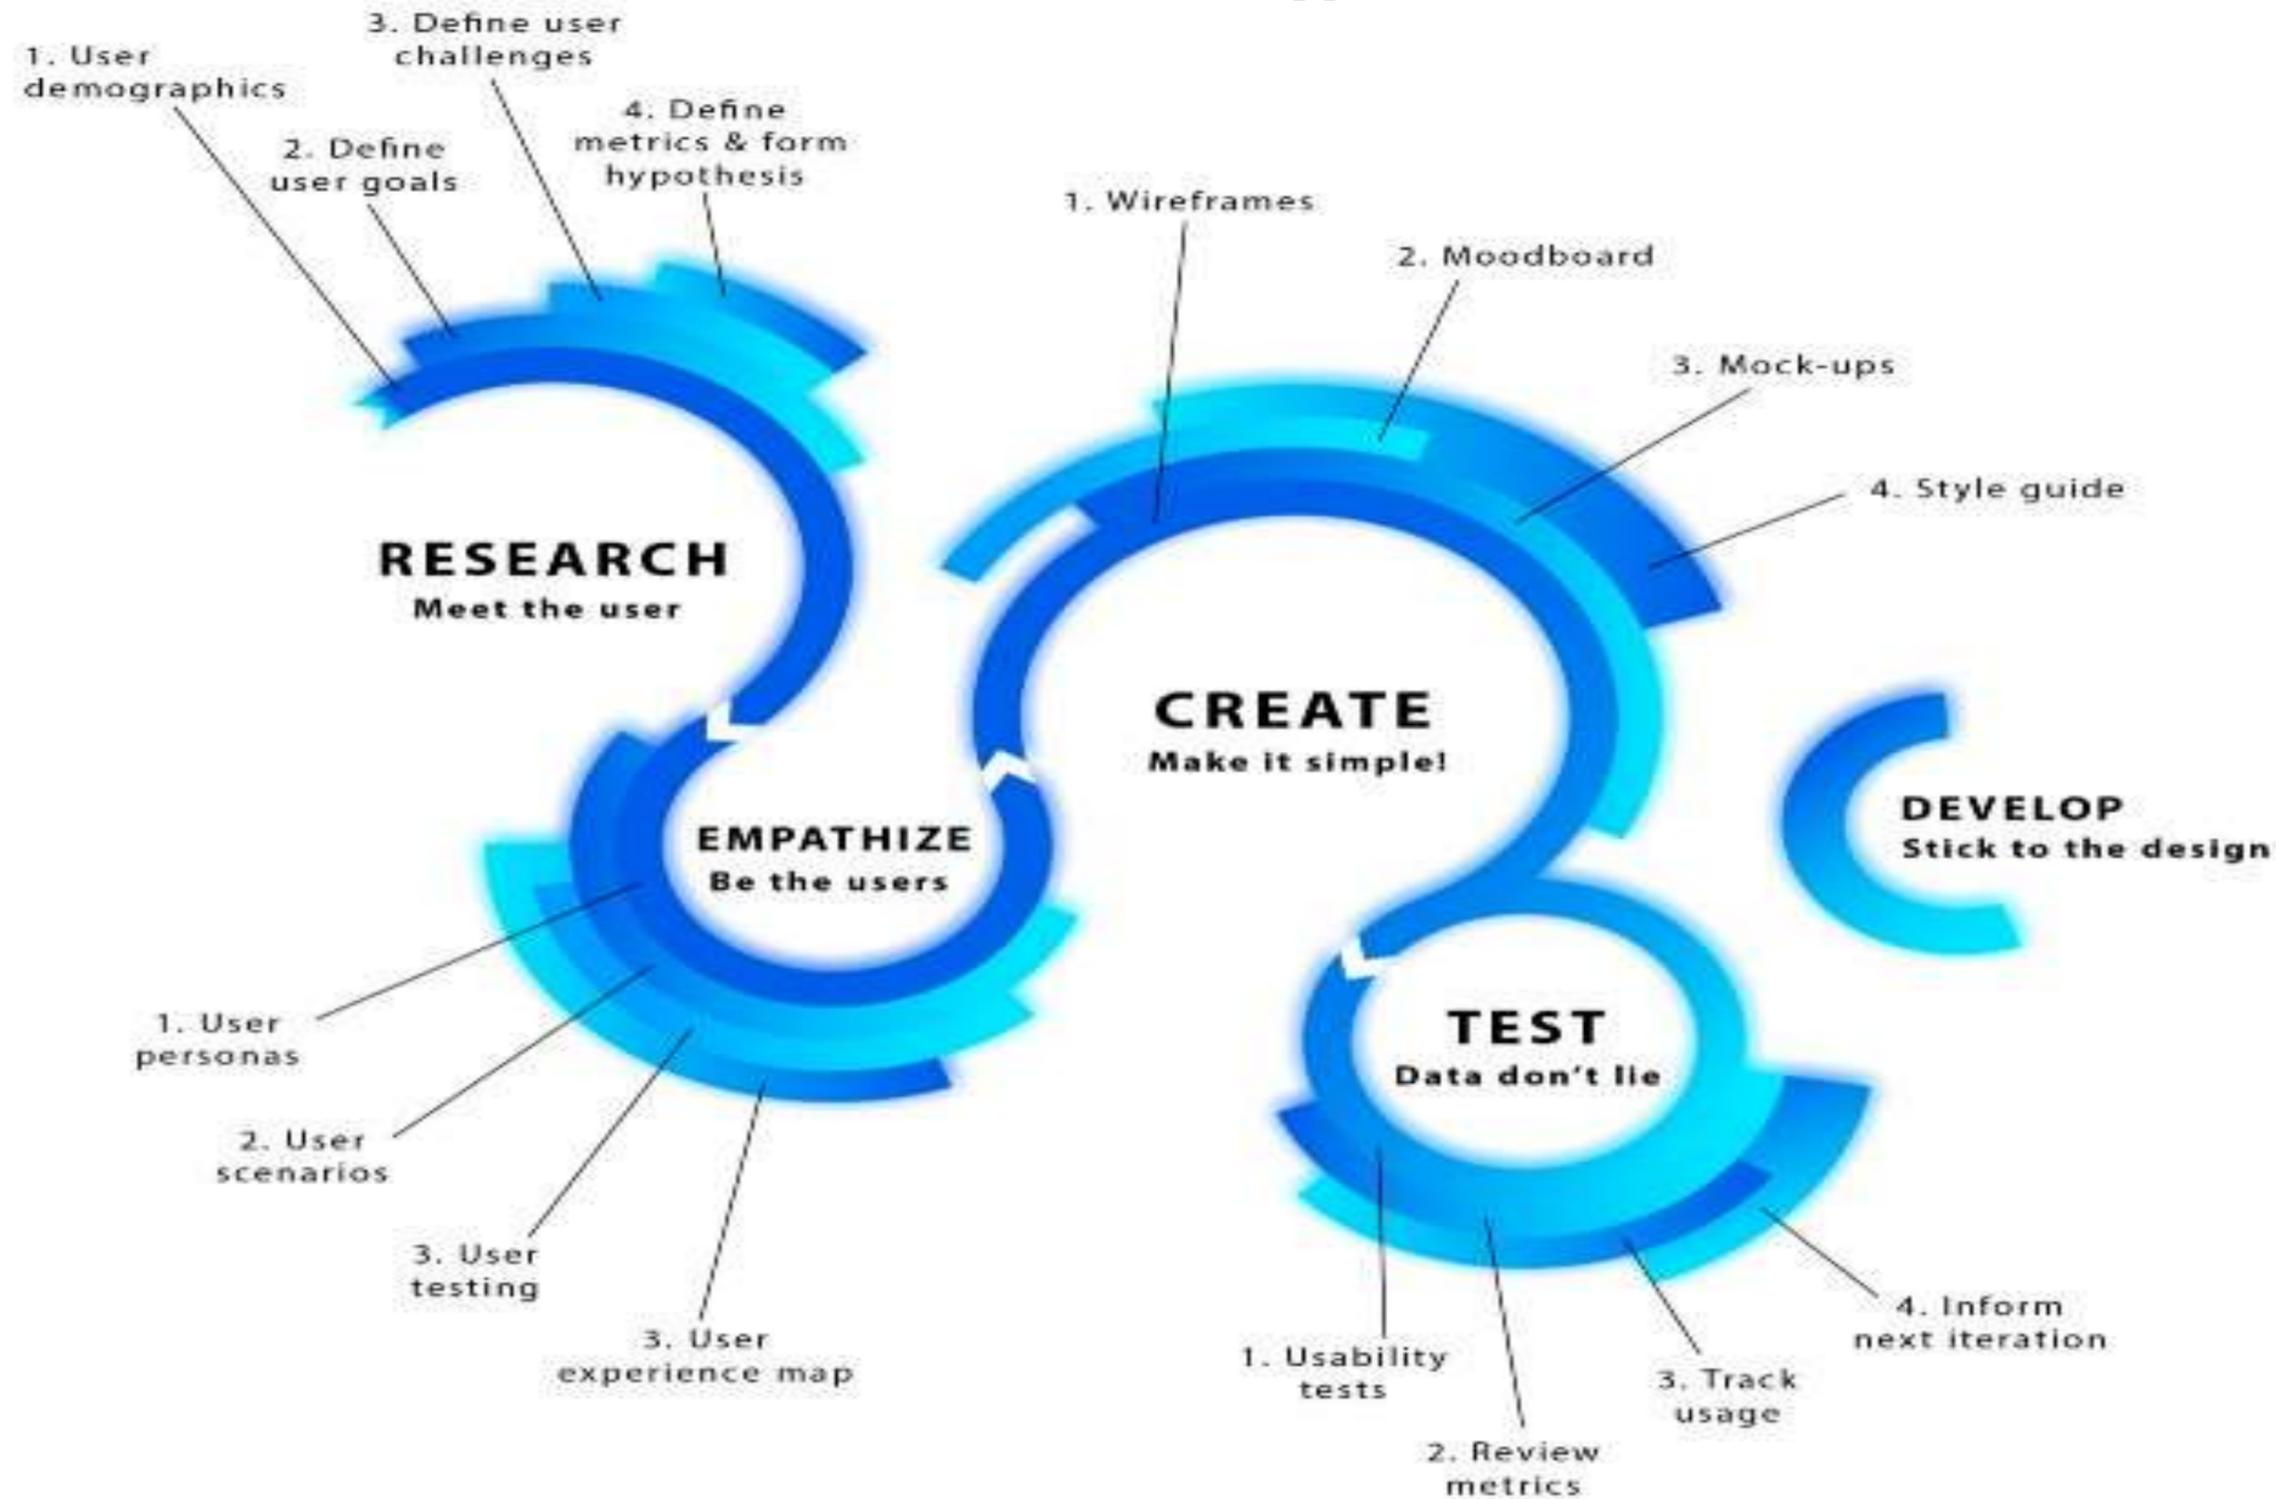 1. User
demographics
2. Define
user goals
3. Define user
challenges
4. Define
metrics & form
hypothesis
RESEARCH
Meet the user
EMPATHIZE
Be the users
1. User
personas
2. User
scenarios
3. User
testing
3. User
experience map
1. Wireframes
2. Moodboard
3. Mock-ups
4. Style guide
CREATE
Make it simple!
TEST
Data don't lie
1. Usability
tests
2. Review
metrics
3. Track
usage
4. Inform
next iteration
DEVELOP
Stick to the design